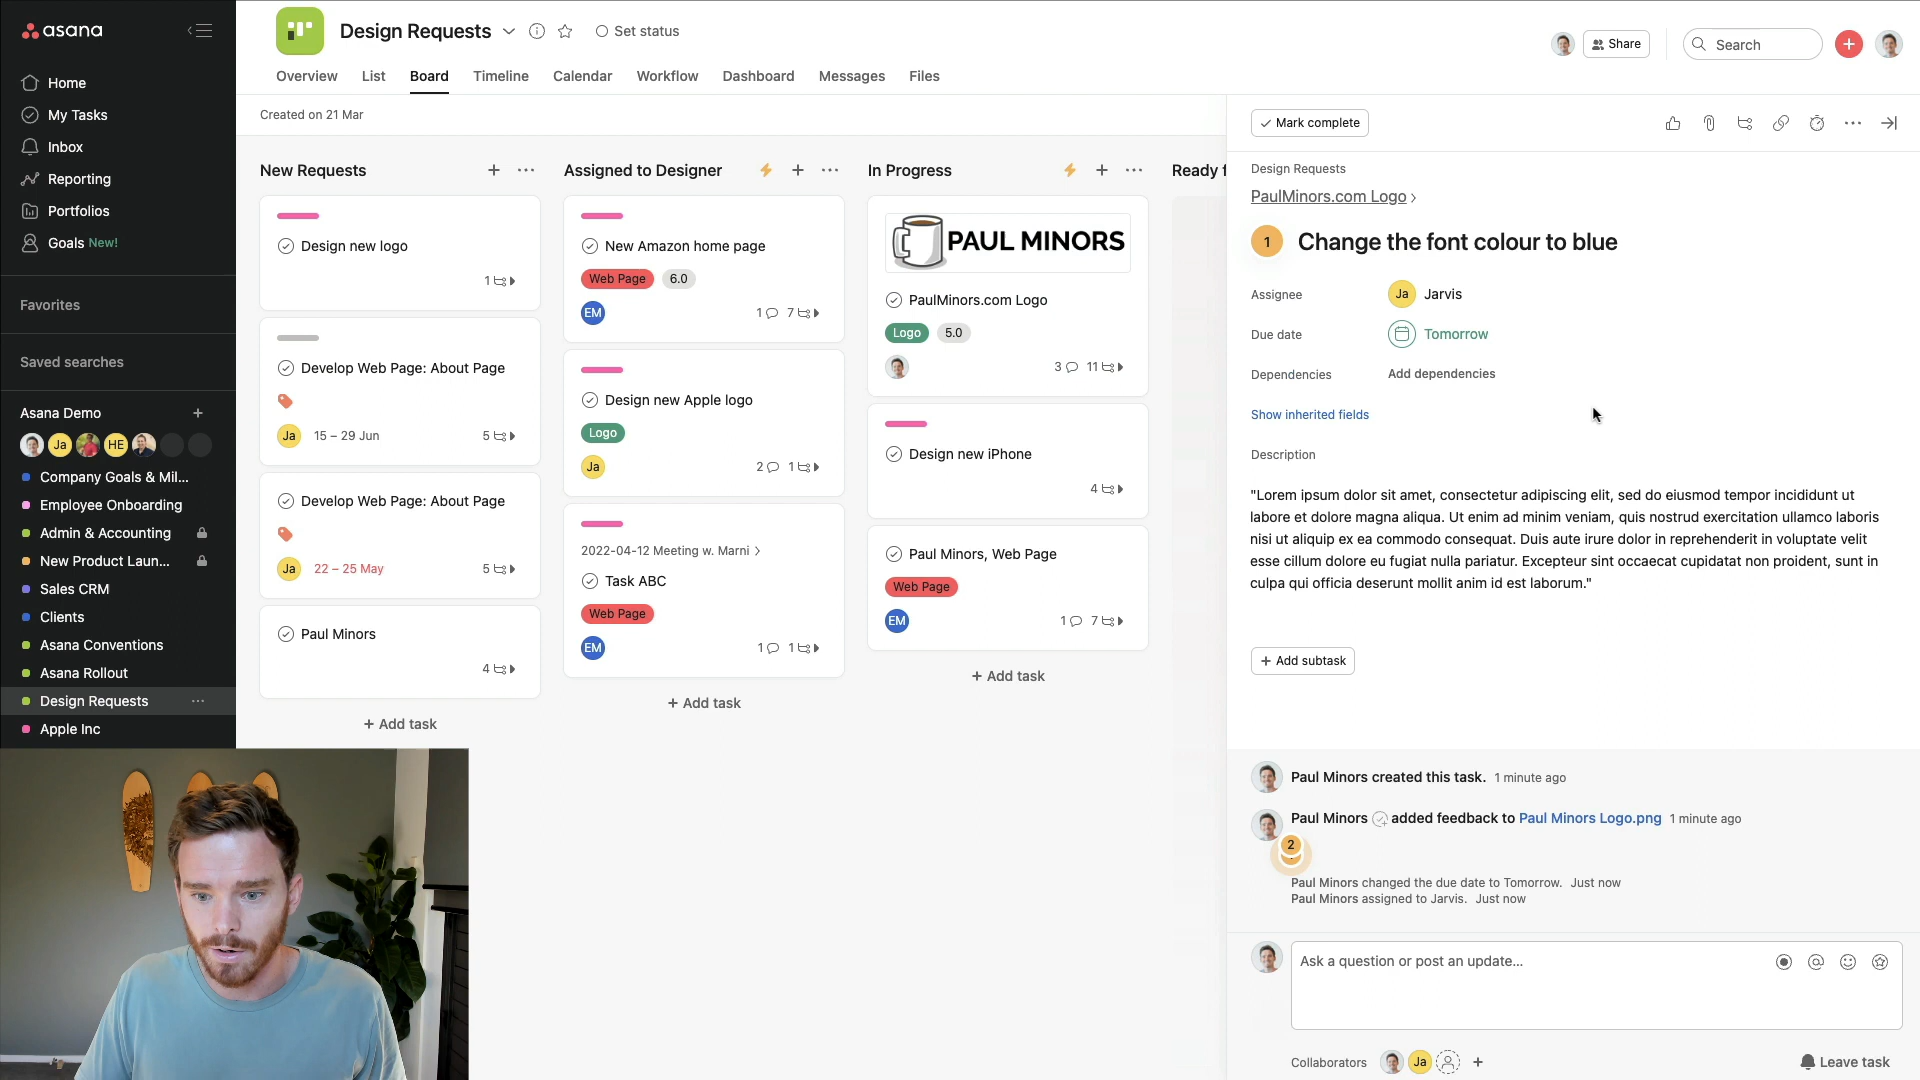 asana
Home
My Tasks
Inbox
Reporting
Portfolios
Goals New!
Favorites
Saved searches
Asana Demo
Ja
HE
Company Goals & Mil...
Employee Onboarding
Admin & Accounting
New Product Laun...
Sales CRM
Clients
Asana Conventions
Asana Rollout
Design Requests
Apple Inc
Design Requests
Set status
Share
Search
Overview
List
Board
Timeline
Calendar
Workflow
Dashboard
Messages
Files
Created on 21 Mar
New Requests
Design new logo
1
Develop Web Page: About Page
Ja 15 – 29 Jun 5
Develop Web Page: About Page
Ja 22 – 25 May 5
Paul Minors
4
+ Add task
Assigned to Designer
New Amazon home page
Web Page 6.0
EM 1 7
Design new Apple logo
Logo
Ja 2 1
2022-04-12 Meeting w. Marni >
Task ABC
Web Page
EM 1 1
+ Add task
In Progress
PAUL MINORS
PaulMinors.com Logo
Logo 5.0
3 11
Design new iPhone
4
Paul Minors, Web Page
Web Page
EM 1 7
+ Add task
Ready f
Mark complete
Design Requests
PaulMinors.com Logo >
1 Change the font colour to blue
Assignee Ja Jarvis
Due date Tomorrow
Dependencies Add dependencies
Show inherited fields
Description
"Lorem ipsum dolor sit amet, consectetur adipiscing elit, sed do eiusmod tempor incididunt ut
labore et dolore magna aliqua. Ut enim ad minim veniam, quis nostrud exercitation ullamco laboris
nisi ut aliquip ex ea commodo consequat. Duis aute irure dolor in reprehenderit in voluptate velit
esse cillum dolore eu fugiat nulla pariatur. Excepteur sint occaecat cupidatat non proident, sunt in
culpa qui officia deserunt mollit anim id est laborum."
+ Add subtask
Paul Minors created this task. 1 minute ago
Paul Minors added feedback to Paul Minors Logo.png 1 minute ago
2
Paul Minors changed the due date to Tomorrow. Just now
Paul Minors assigned to Jarvis. Just now
Ask a question or post an update...
Collaborators Ja +
Leave task